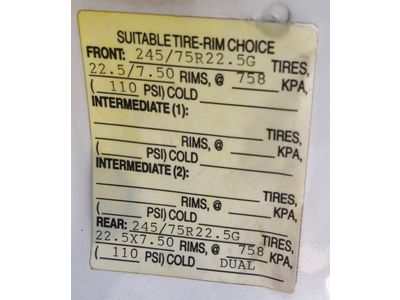 SUITABLE TIRE-RIM CHOICE
FRONT: 245/75R22.5G TIRES,
22.5/7.50 RIMS, @ 758 KPA,
( 110 PSI) COLD
INTERMEDIATE (1):
TIRES,
RIMS, @ KPA,
( PSI) COLD
INTERMEDIATE (2):
TIRES,
RIMS, @ KPA,
( PSI) COLD
REAR: 245/75R22.5G TIRES,
22.5X7.50 RIMS, @ 758 KPA,
( 110 PSI) COLD DUAL